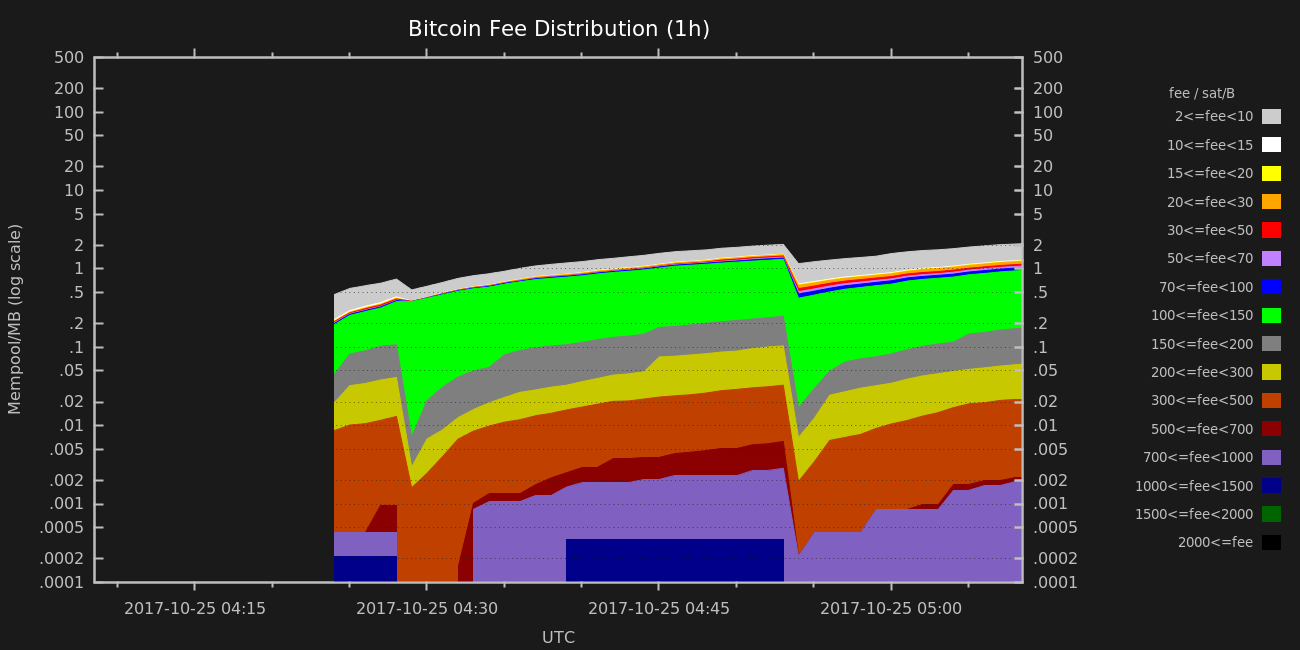 Bitcoin Fee Distribution (1h)
500
200
100
50
20
10
5
2
1
.5
.2
.1
.05
.02
.01
.005
.002
.001
.0005
.0002
.0001
Mempool/MB (log scale)
500
200
100
50
20
10
5
2
1
.5
.2
.1
.05
.02
.01
.005
.002
.001
.0005
.0002
.0001
2017-10-25 04:15
2017-10-25 04:30
2017-10-25 04:45
2017-10-25 05:00
UTC
fee / sat/B
2<=fee<10
10<=fee<15
15<=fee<20
20<=fee<30
30<=fee<50
50<=fee<70
70<=fee<100
100<=fee<150
150<=fee<200
200<=fee<300
300<=fee<500
500<=fee<700
700<=fee<1000
1000<=fee<1500
1500<=fee<2000
2000<=fee